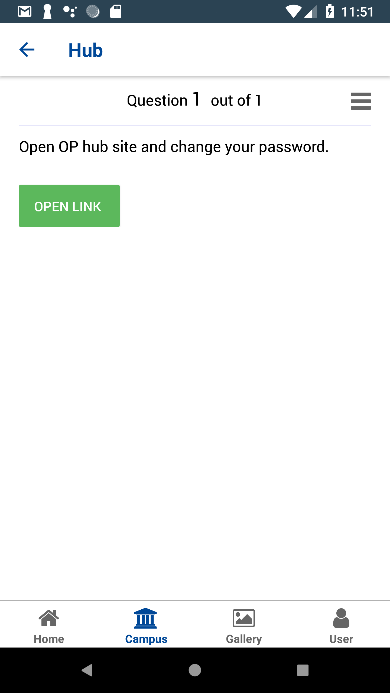 11:51
Hub
Question 1 out of 1
Open OP hub site and change your password.
OPEN LINK
Home Campus Gallery User